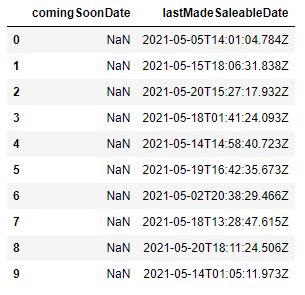 comingSoonDate lastMadeSaleableDate
0 NaN 2021-05-05T14:01:04.784Z
1 NaN 2021-05-15T18:06:31.838Z
2 NaN 2021-05-20T15:27:17.932Z
3 NaN 2021-05-18T01:41:24.093Z
4 NaN 2021-05-14T14:58:40.723Z
5 NaN 2021-05-19T16:42:35.673Z
6 NaN 2021-05-02T20:38:29.466Z
7 NaN 2021-05-18T13:28:47.615Z
8 NaN 2021-05-20T18:11:24.506Z
9 NaN 2021-05-14T01:05:11.973Z